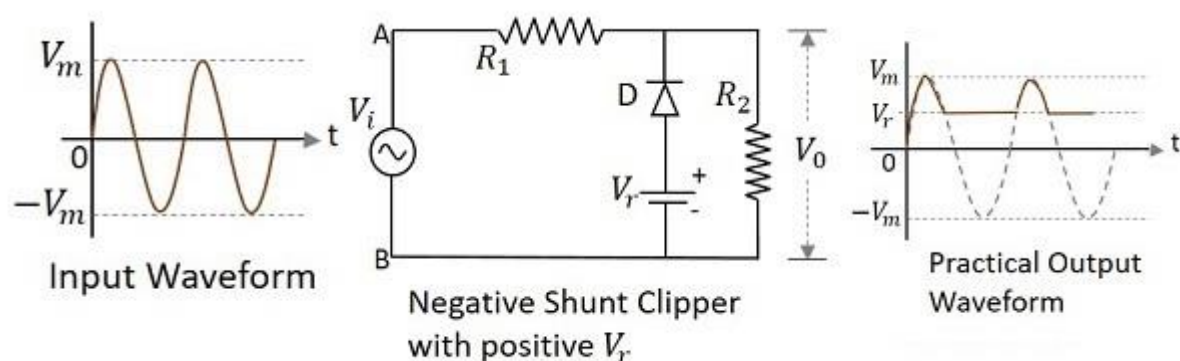 V_m
0
t
−V_m
Input Waveform
A
R_1
D
R_2
V_i
V_r
+
-
V_0
B
Negative Shunt Clipper
with positive V_r
V_m
V_r
0
t
−V_m
Practical Output
Waveform